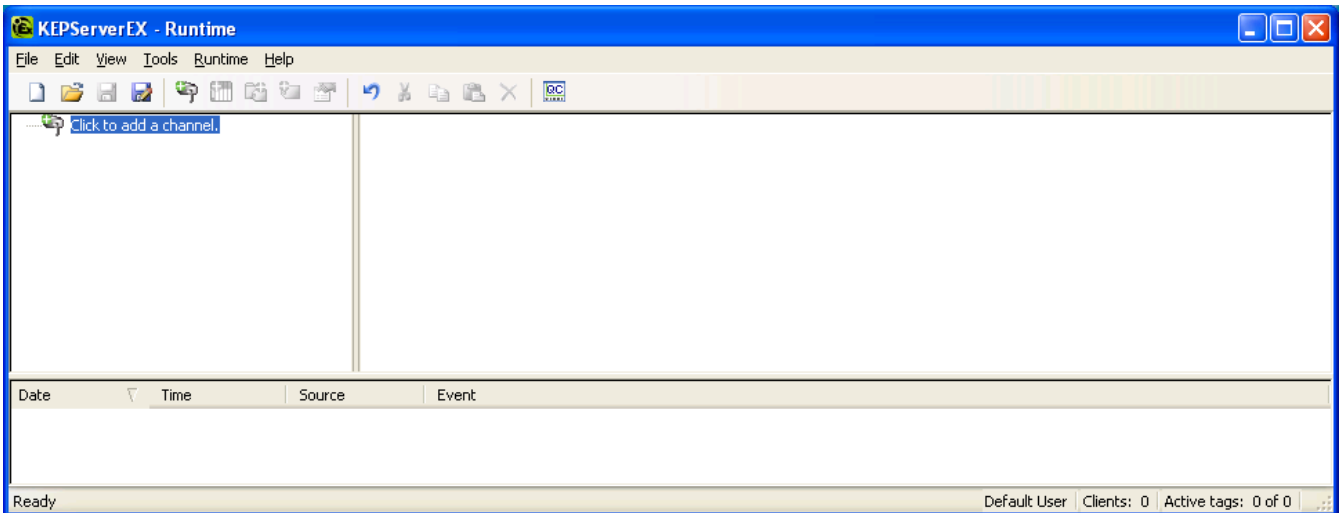 KEPServerEX - Runtime
File Edit View Tools Runtime Help
QC
Click to add a channel.
Date Time Source Event
Ready Default User Clients: 0 Active tags: 0 of 0